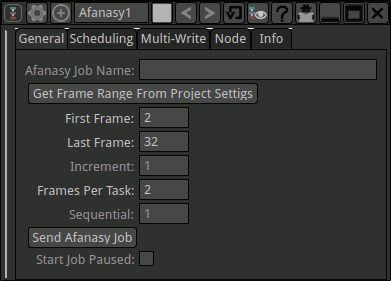 Afanasy1
General Scheduling Multi-Write Node Info
Afanasy Job Name:
Get Frame Range From Project Settigs
First Frame: 2
Last Frame: 32
Increment: 1
Frames Per Task: 2
Sequential: 1
Send Afanasy Job
Start Job Paused: